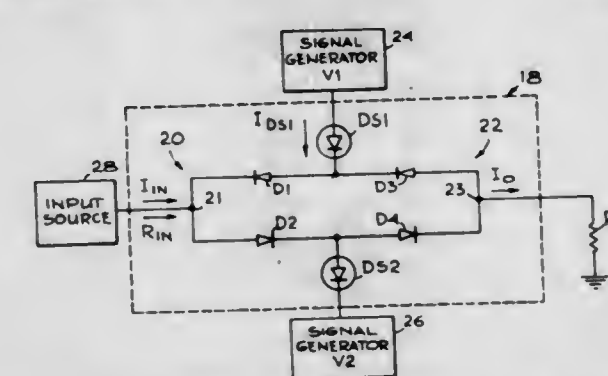 SIGNAL
GENERATOR
V1
24
18
I DS1
DS1
20
22
28
I IN
D1
D3
I O
INPUT
SOURCE
21
23
R IN
D2
D4
DS2
SIGNAL
GENERATOR
V2
26